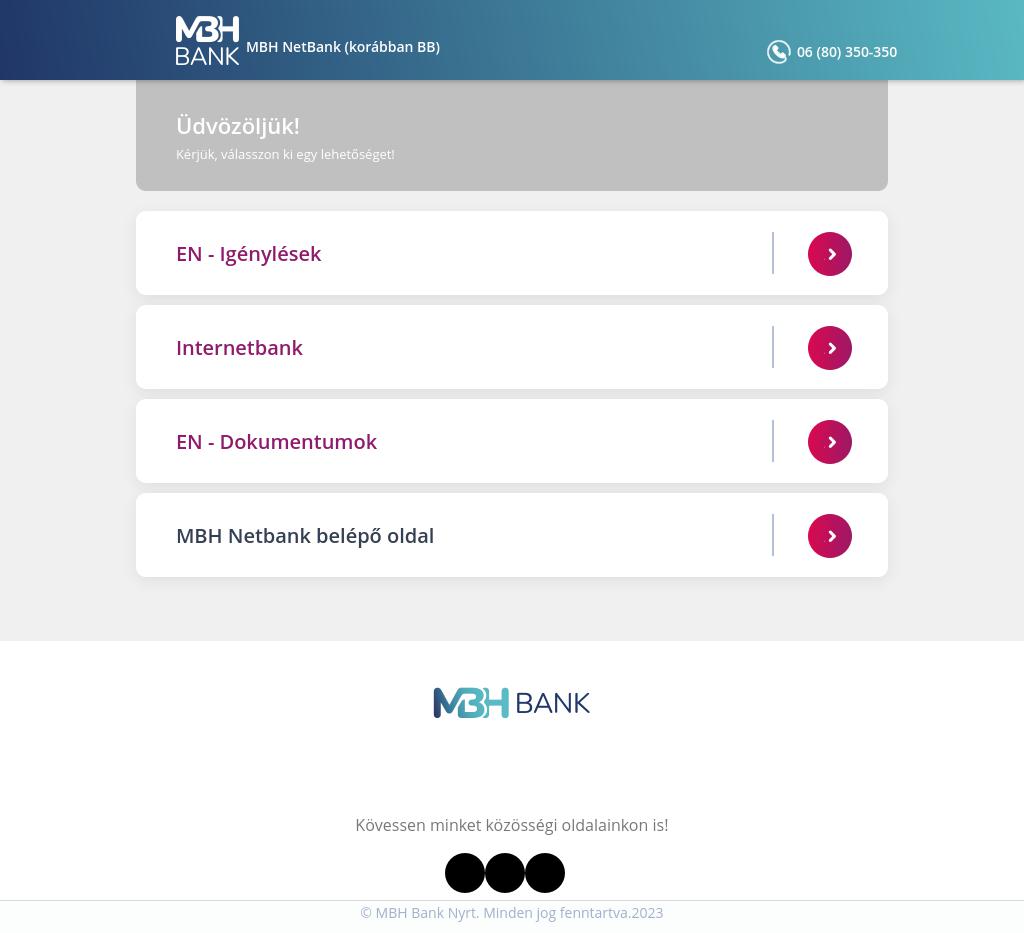 MBH
BANK
MBH NetBank (korábban BB)
06 (80) 350-350
Üdvözöljük!
Kérjük, válasszon ki egy lehetőséget!
EN - Igénylések
Internetbank
EN - Dokumentumok
MBH Netbank belépő oldal
MBH BANK
Kövessen minket közösségi oldalainkon is!
© MBH Bank Nyrt. Minden jog fenntartva.2023